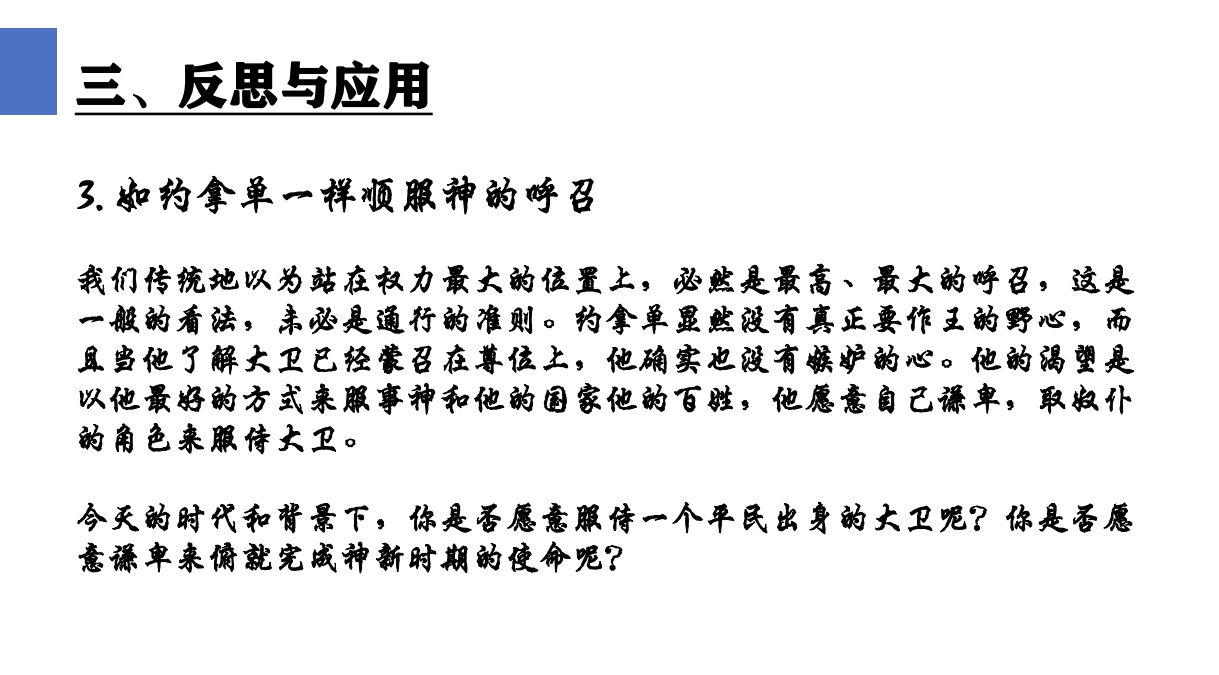 三、反思与应用
3. 如约拿单一样顺服神的呼召
我们传统地以为站在权力最大的位置上，必然是最高、最大的呼召，这是
一般的看法，未必是通行的准则。约拿单显然没有真正要作王的野心，而
且当他了解大卫已经蒙召在尊位上，他确实也没有嫉妒的心。他的渴望是
以他最好的方式来服事神和他的国家他的百姓，他愿意自己谦卑，取奴仆
的角色来服侍大卫。
今天的时代和背景下，你是否愿意服侍一个平民出身的大卫呢？你是否愿
意谦卑来俯就完成神新时期的使命呢？